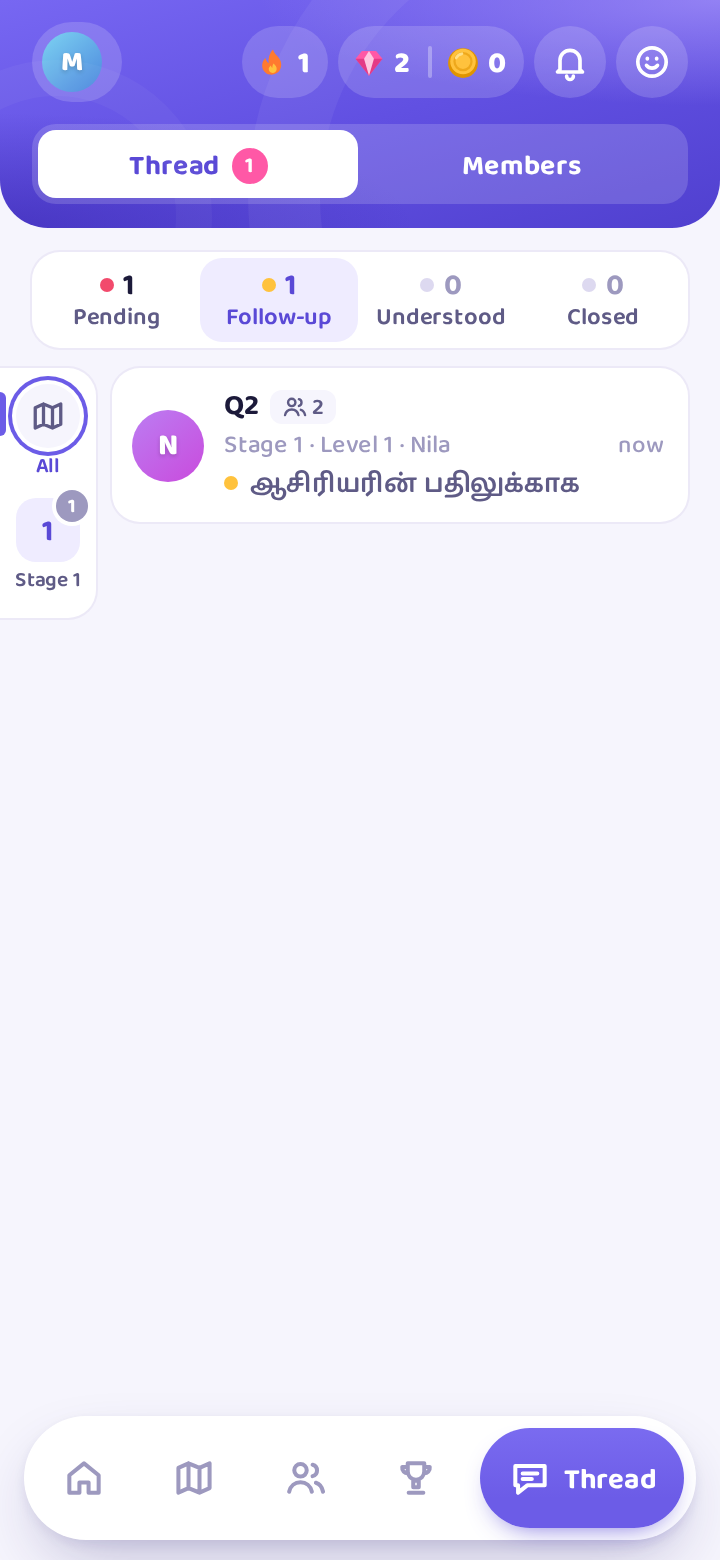 M
1
2
0
Thread 1
Members
1
Pending
1
Follow-up
0
Understood
0
Closed
All
1
1
Stage 1
N
Q2 2
Stage 1 · Level 1 · Nila
now
ஆசிரியரின் பதிலுக்காக
Thread